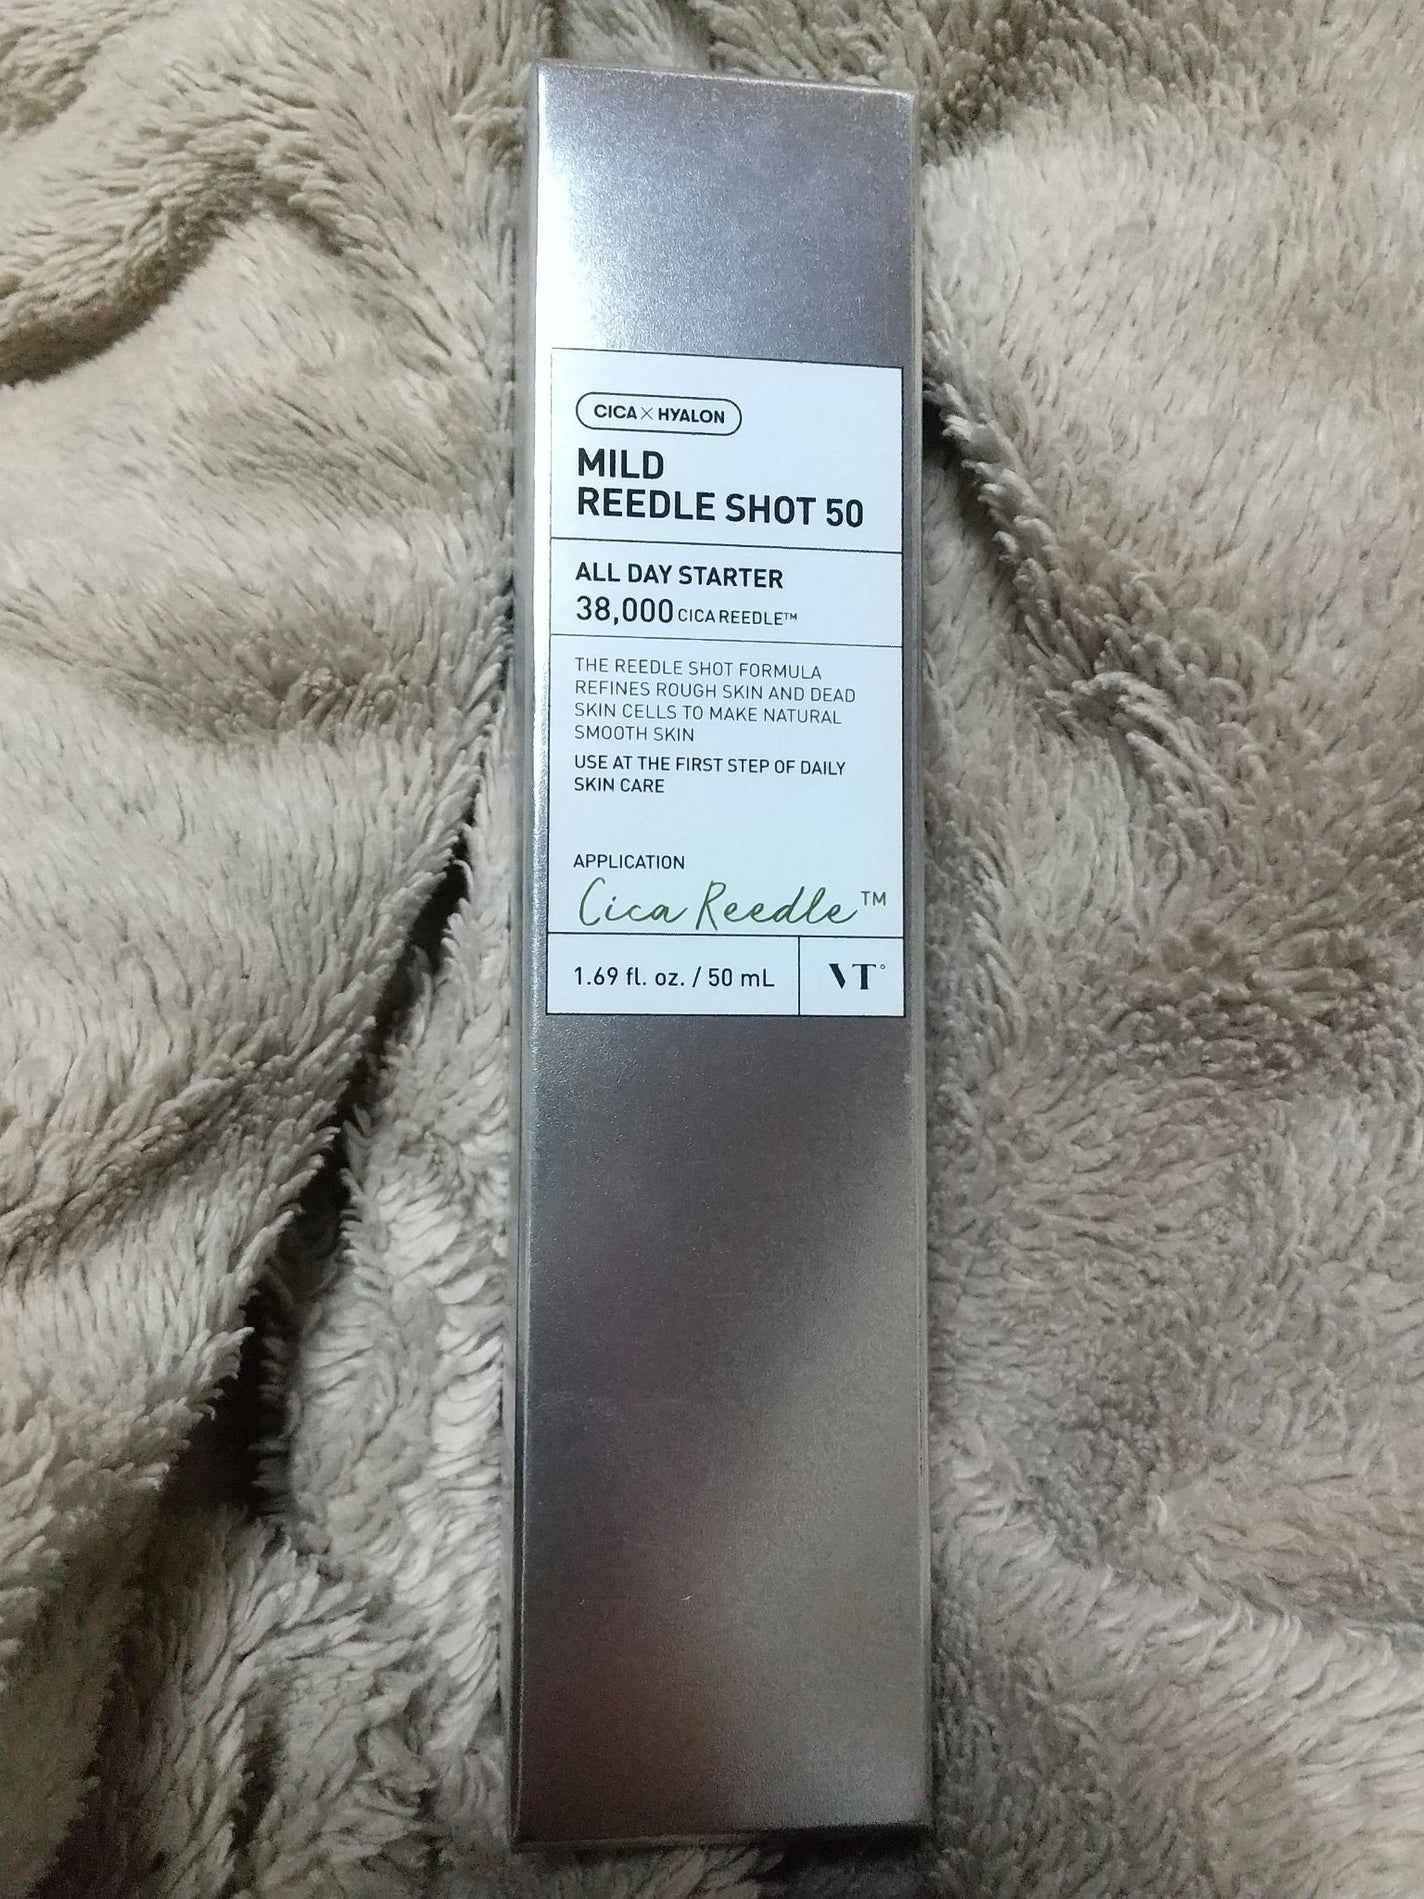 CICA×HYALON
MILD
REEDLE SHOT 50
ALL DAY STARTER
38,000 CICA REEDLE™
THE REEDLE SHOT FORMULA
REFINES ROUGH SKIN AND DEAD
SKIN CELLS TO MAKE NATURAL
SMOOTH SKIN
USE AT THE FIRST STEP OF DAILY
SKIN CARE
APPLICATION
Cica Reedle™
1.69 fl. oz. / 50 mL
VT°